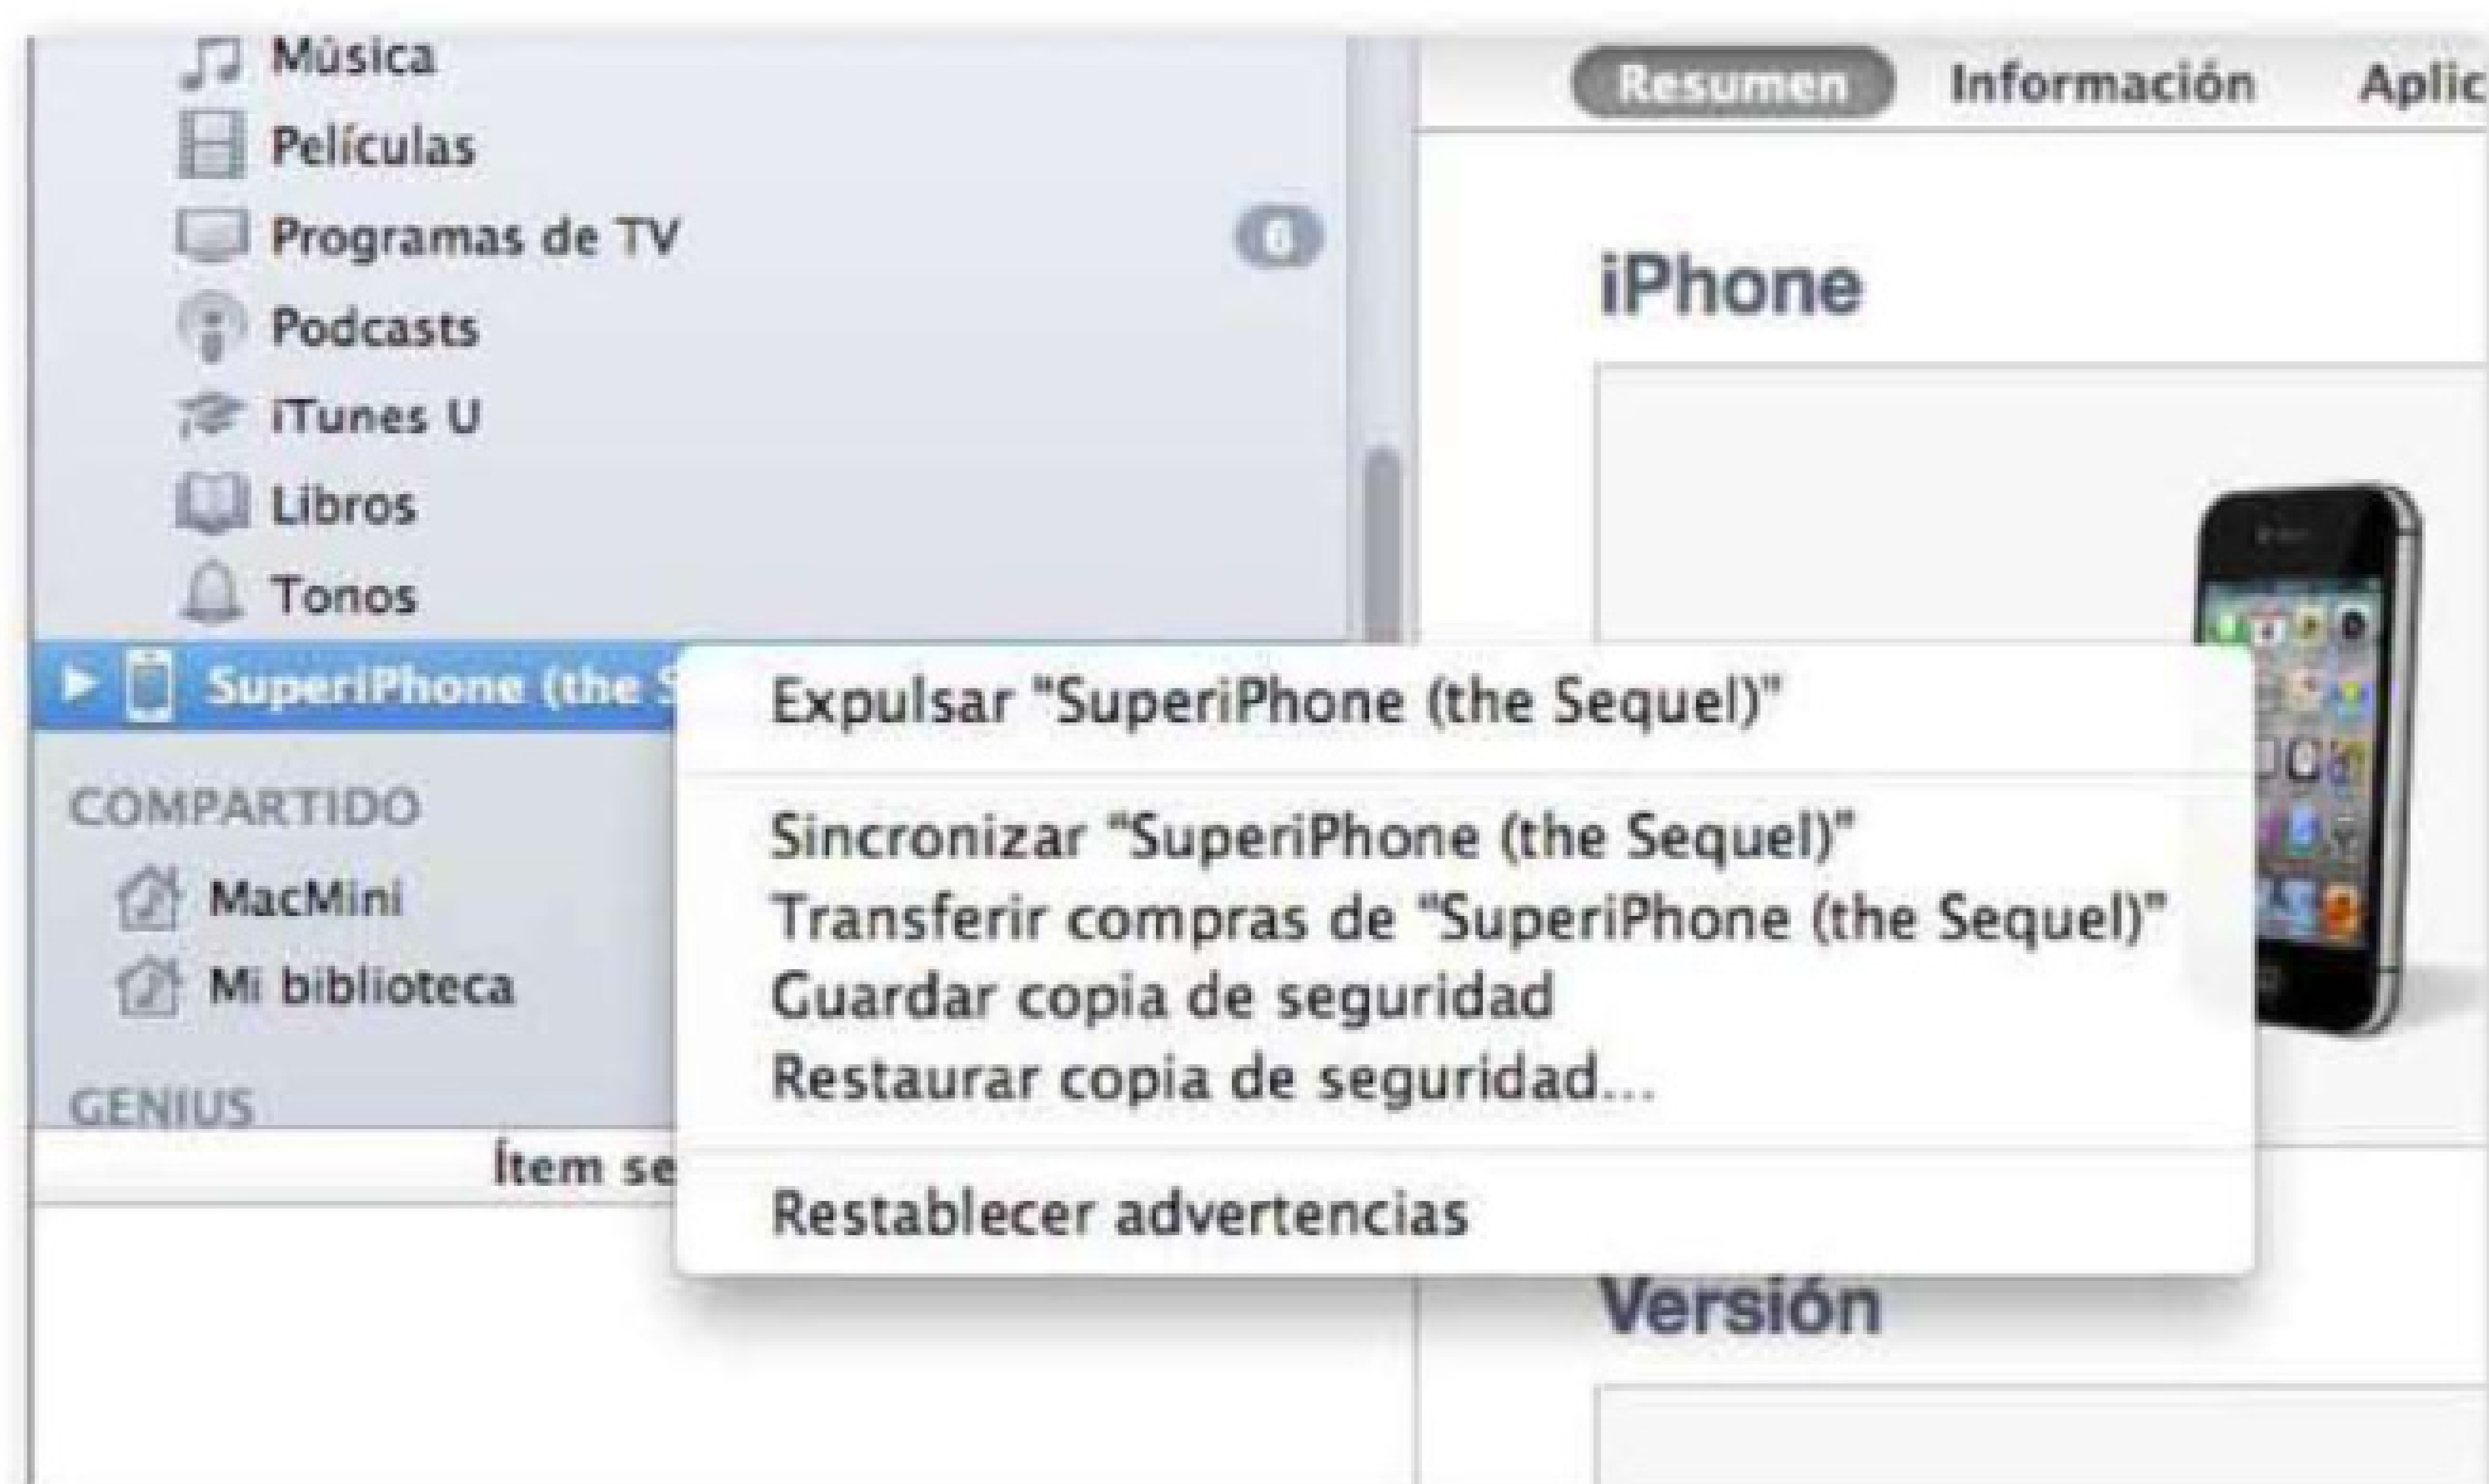 Música
Películas
Programas de TV
6
Podcasts
iTunes U
Libros
Tonos
SuperiPhone (the S
COMPARTIDO
MacMini
Mi biblioteca
GENIUS
Ítem se
Resumen Información Aplic
iPhone
Expulsar "SuperiPhone (the Sequel)"
Sincronizar "SuperiPhone (the Sequel)"
Transferir compras de "SuperiPhone (the Sequel)"
Guardar copia de seguridad
Restaurar copia de seguridad...
Restablecer advertencias
Versión